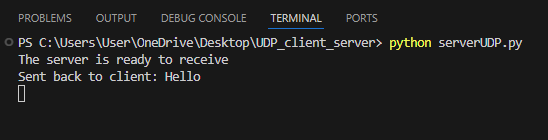 PROBLEMS OUTPUT DEBUG CONSOLE TERMINAL PORTS
PS C:\Users\User\OneDrive\Desktop\UDP_client_server> python serverUDP.py
The server is ready to receive
Sent back to client: Hello